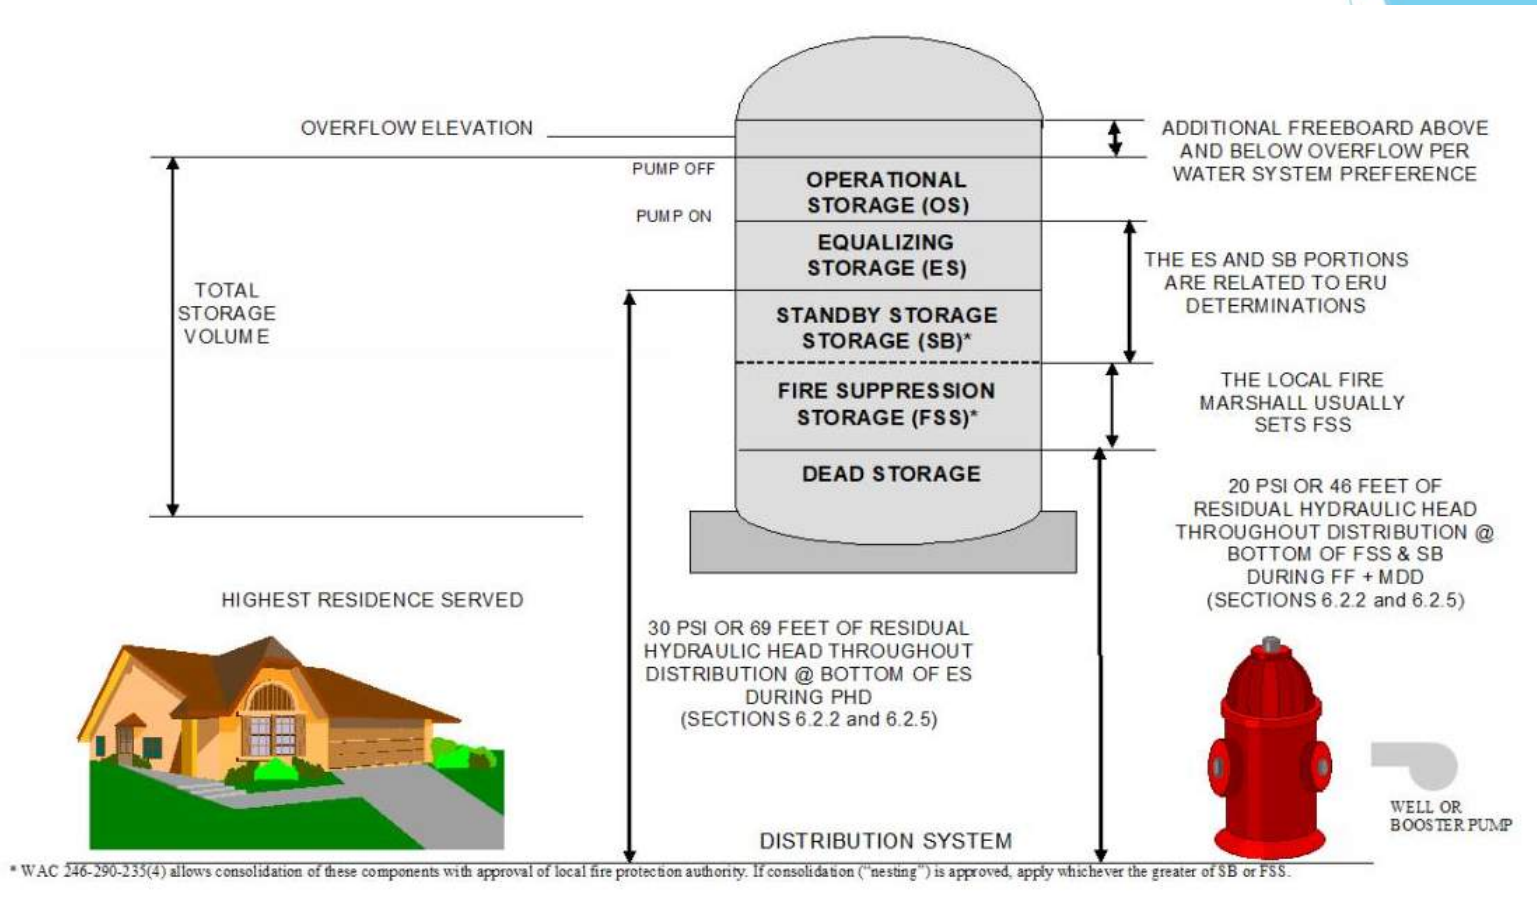 OVERFLOW ELEVATION
ADDITIONAL FREEBOARD ABOVE
AND BELOW OVERFLOW PER
WATER SYSTEM PREFERENCE
PUMP OFF
OPERATIONAL
STORAGE (OS)
PUMP ON
EQUALIZING
STORAGE (ES)
THE ES AND SB PORTIONS
ARE RELATED TO ERU
DETERMINATIONS
TOTAL
STORAGE
VOLUME
STANDBY STORAGE
STORAGE (SB)*
FIRE SUPPRESSION
STORAGE (FSS)*
THE LOCAL FIRE
MARSHALL USUALLY
SETS FSS
DEAD STORAGE
20 PSI OR 46 FEET OF
RESIDUAL HYDRAULIC HEAD
THROUGHOUT DISTRIBUTION @
BOTTOM OF FSS & SB
DURING FF + MDD
(SECTIONS 6.2.2 and 6.2.5)
HIGHEST RESIDENCE SERVED
30 PSI OR 69 FEET OF RESIDUAL
HYDRAULIC HEAD THROUGHOUT
DISTRIBUTION @ BOTTOM OF ES
DURING PHD
(SECTIONS 6.2.2 and 6.2.5)
WELL OR
BOOSTER PUMP
DISTRIBUTION SYSTEM
* WAC 246-290-235(4) allows consolidation of these components with approval of local fire protection authority. If consolidation ("nesting") is approved, apply whichever the greater of SB or FSS.